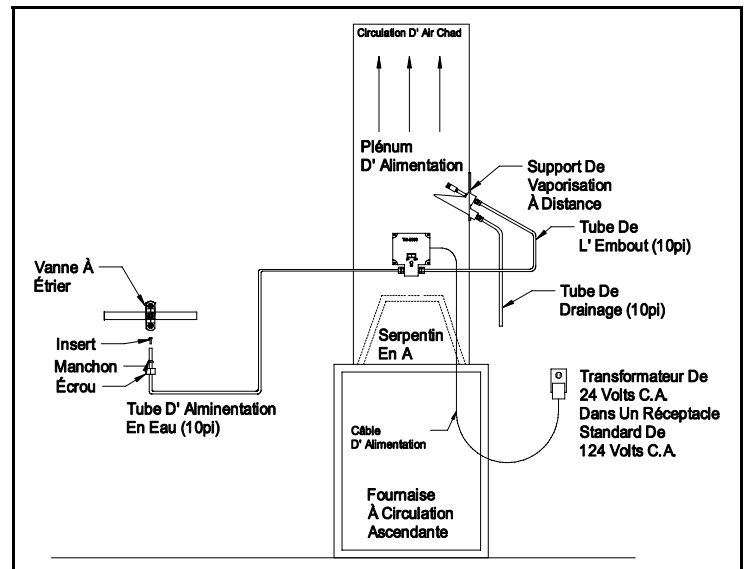 Circulation D' Air Chad
Plénum
D' Alimentation
Support De
Vaporisation
À Distance
Tube De
L' Embout (10pi)
Vanne À
Étrier
Tube De
Drainage (10pi)
Insert
Manchon
Écrou
Serpentin
En A
Tube D' Alminentation
En Eau (10pi)
Transformateur De
24 Volts C.A.
Dans Un Réceptacle
Standard De
124 Volts C.A.
Câble
D' Alimentation
Fournaise
À Circulation
Ascendante